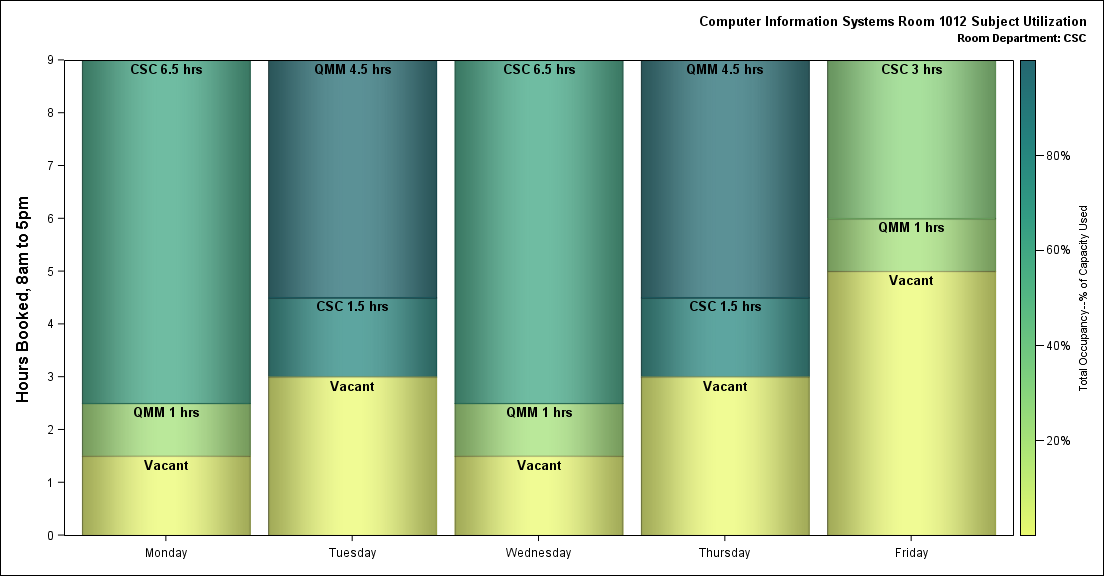 Computer Information Systems Room 1012 Subject Utilization
Room Department: CSC
Hours Booked, 8am to 5pm
9
8
7
6
5
4
3
2
1
0
CSC 6.5 hrs
QMM 1 hrs
Vacant
Monday
QMM 4.5 hrs
CSC 1.5 hrs
Vacant
Tuesday
CSC 6.5 hrs
QMM 1 hrs
Vacant
Wednesday
QMM 4.5 hrs
CSC 1.5 hrs
Vacant
Thursday
CSC 3 hrs
QMM 1 hrs
Vacant
Friday
80%
60%
40%
20%
Total Occupancy--% of Capacity Used